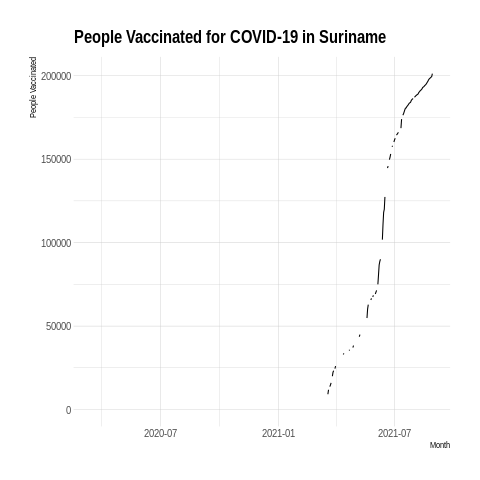 People Vaccinated for COVID-19 in Suriname
People Vaccinated
200000
150000
100000
50000
0
2020-07
2021-01
2021-07
Month